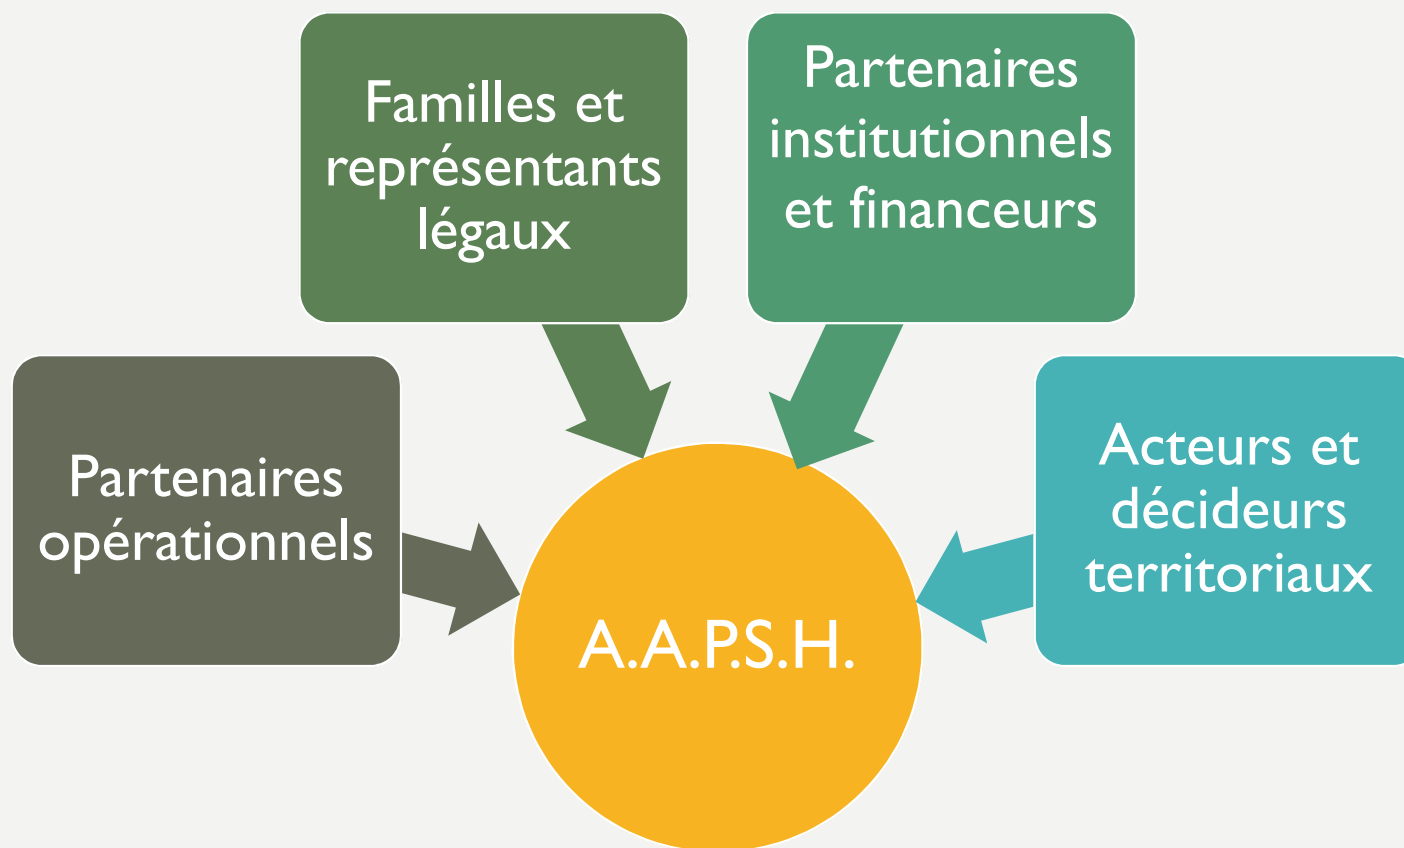 Familles et
représentants
légaux
Partenaires
institutionnels
et financeurs
Partenaires
opérationnels
Acteurs et
décideurs
territoriaux
A.A.P.S.H.